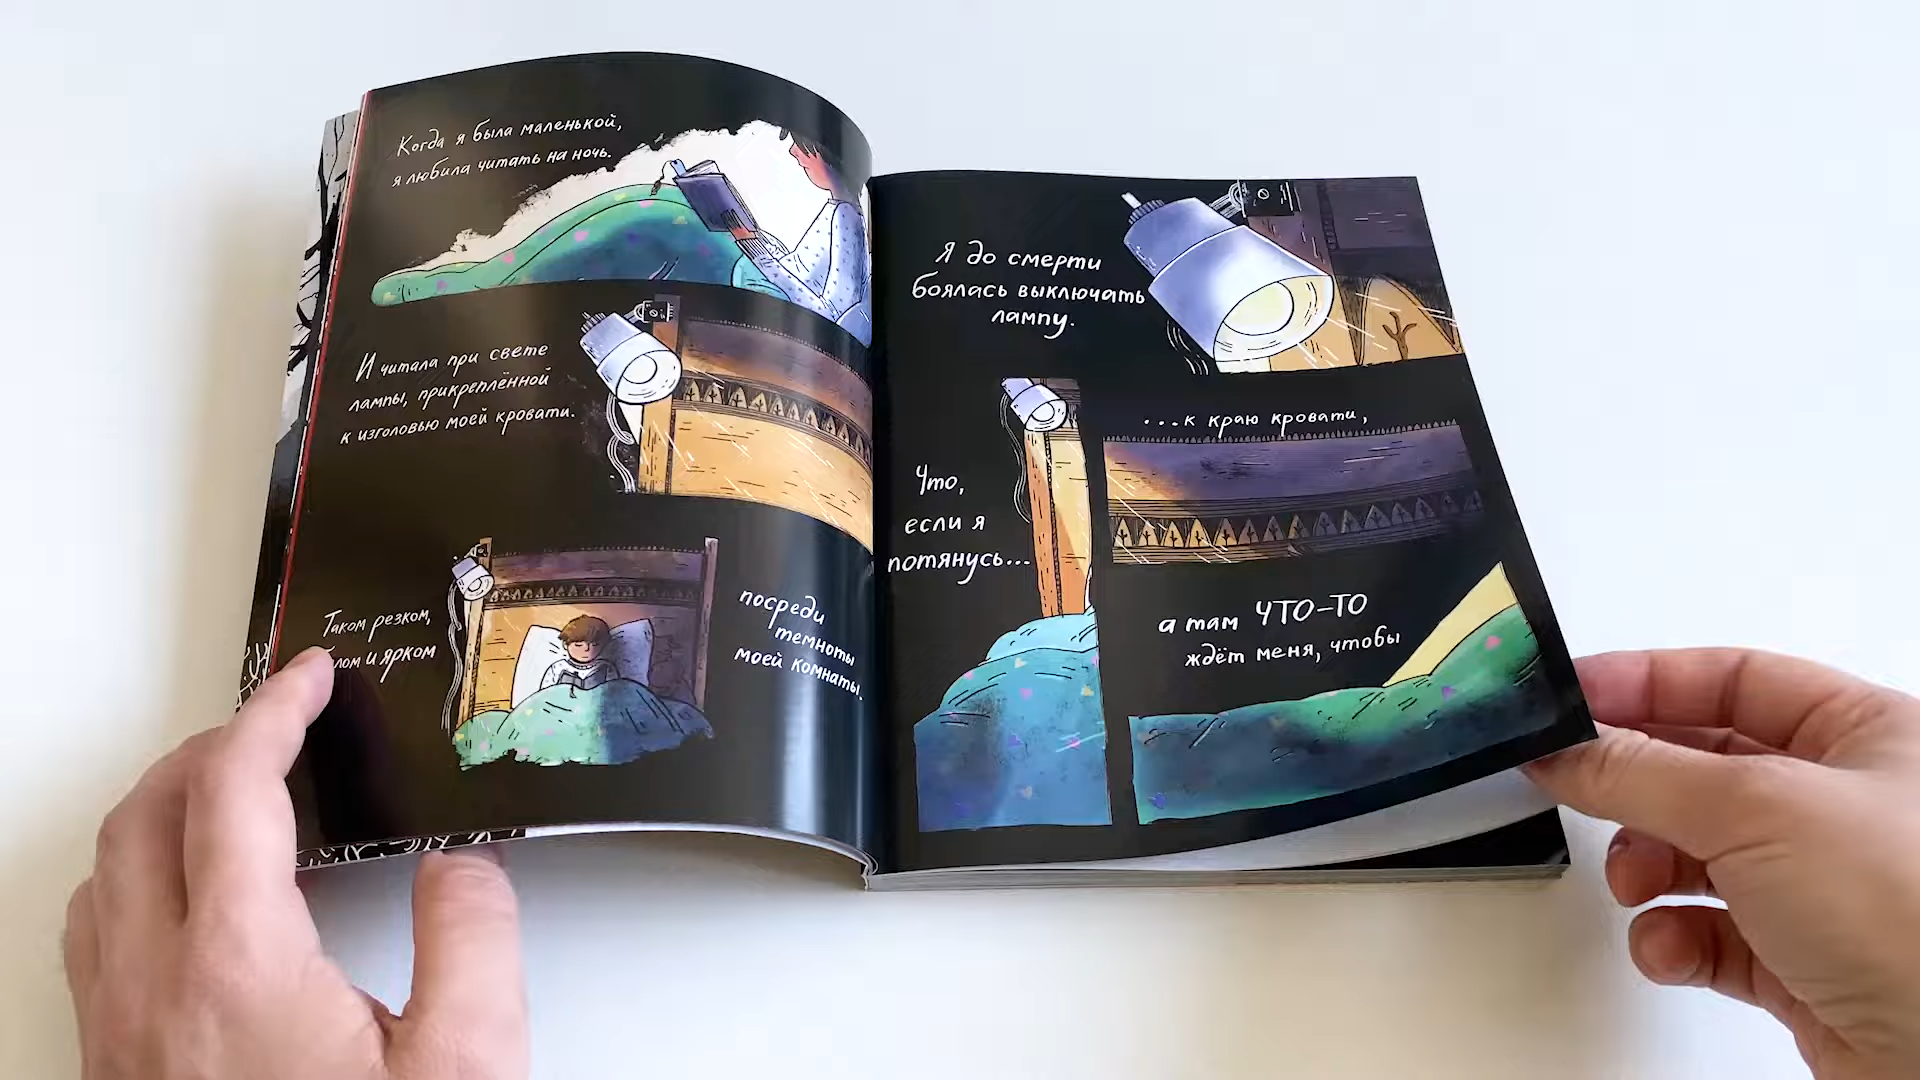 Когда я была маленькой,
я любила читать на ночь.
И читала при свете
лампы, прикреплённой
к изголовью моей кровати.
Таком резком,
и ярком
посреди
темноты
моей комнаты.
Я до смерти
боялась выключать
лампу.
Что,
если я
потянусь...
...к краю кровати,
а там ЧТО-ТО
ждёт меня, чтобы